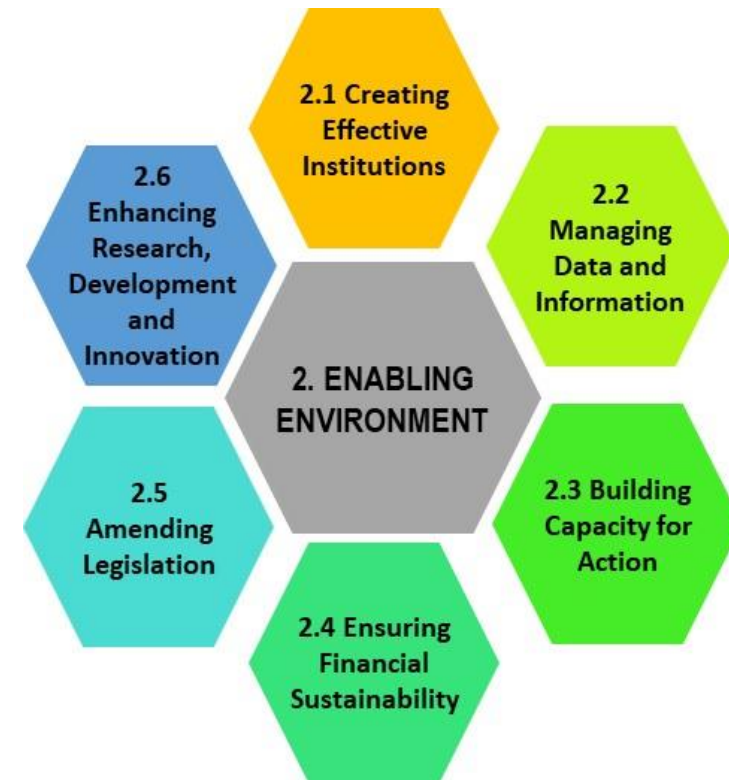 2.1 Creating
Effective
Institutions
2.2
Managing
Data and
Information
2.3 Building
Capacity for
Action
2.4 Ensuring
Financial
Sustainability
2.5
Amending
Legislation
2.6
Enhancing
Research,
Development
and
Innovation
2. ENABLING
ENVIRONMENT